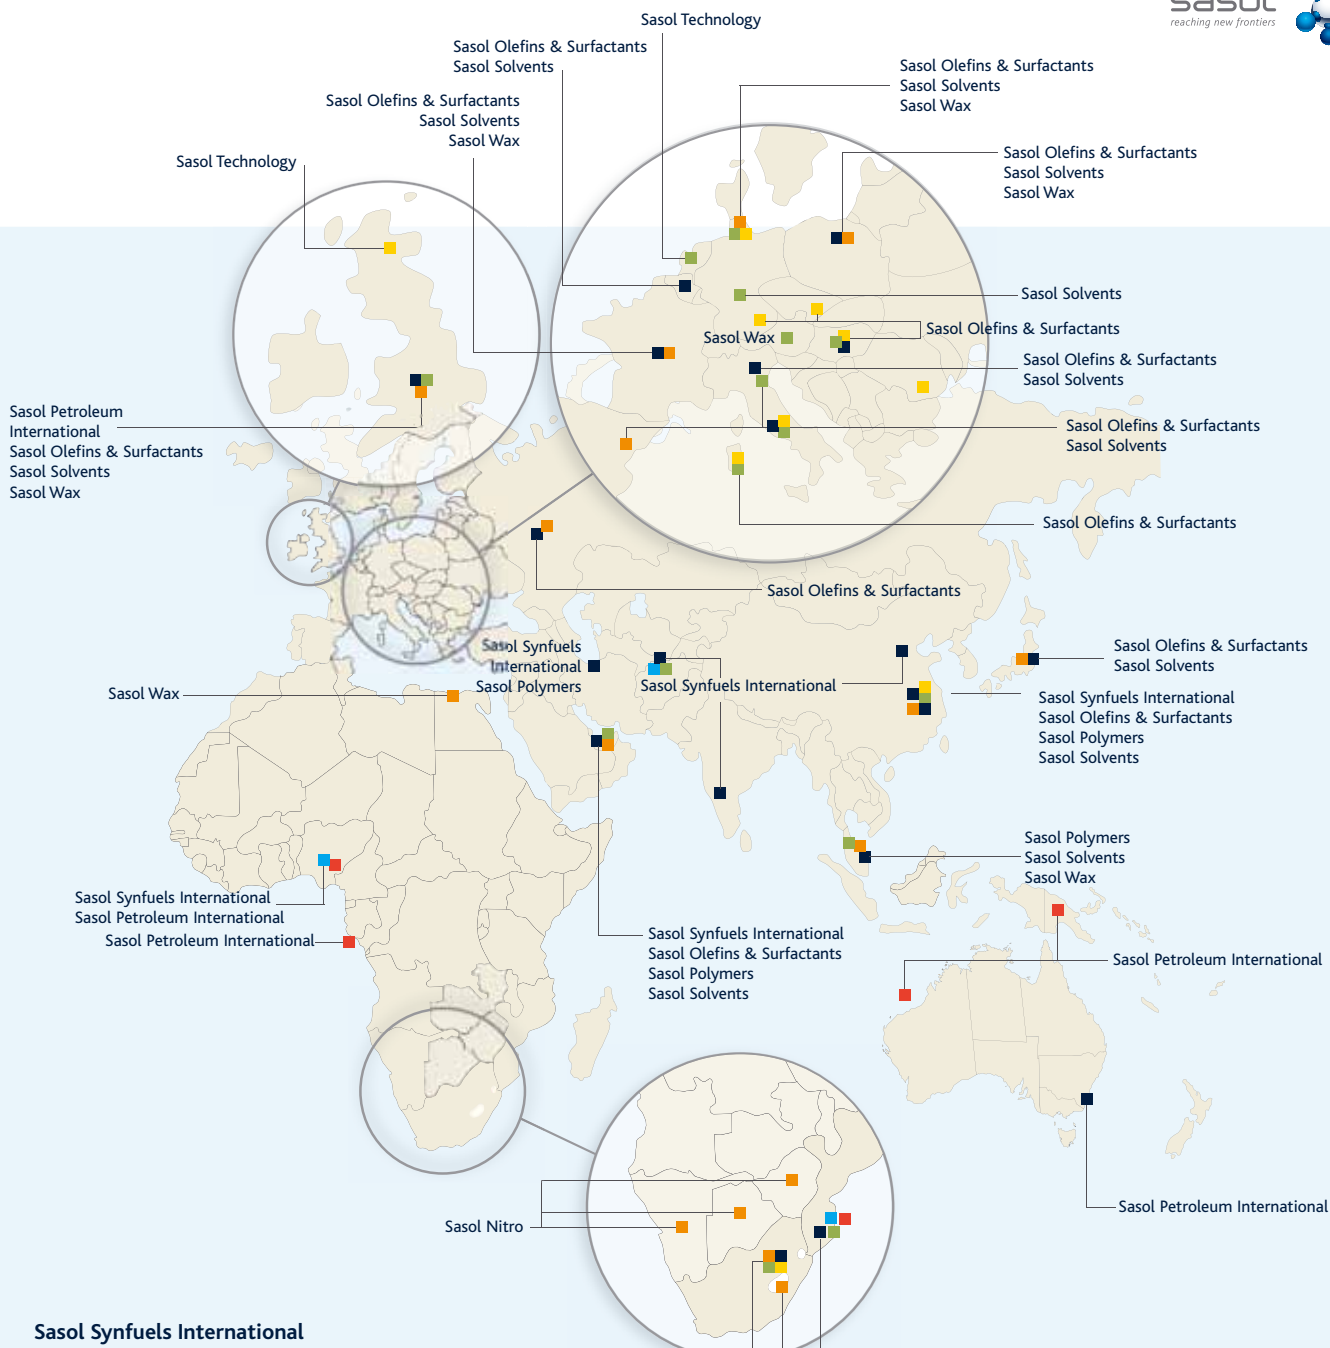 sasol
reaching new frontiers
Sasol Technology
Sasol Olefins & Surfactants
Sasol Solvents
Sasol Olefins & Surfactants
Sasol Solvents
Sasol Wax
Sasol Olefins & Surfactants
Sasol Solvents
Sasol Wax
Sasol Technology
Sasol Olefins & Surfactants
Sasol Solvents
Sasol Wax
Sasol Solvents
Sasol Olefins & Surfactants
Sasol Wax
Sasol Olefins & Surfactants
Sasol Solvents
Sasol Petroleum
International
Sasol Olefins & Surfactants
Sasol Solvents
Sasol Wax
Sasol Olefins & Surfactants
Sasol Solvents
Sasol Olefins & Surfactants
Sasol Olefins & Surfactants
Sasol Synfuels
International
Sasol Polymers
Sasol Synfuels International
Sasol Olefins & Surfactants
Sasol Solvents
Sasol Wax
Sasol Synfuels International
Sasol Olefins & Surfactants
Sasol Polymers
Sasol Solvents
Sasol Polymers
Sasol Solvents
Sasol Wax
Sasol Synfuels International
Sasol Petroleum International
Sasol Petroleum International
Sasol Synfuels International
Sasol Olefins & Surfactants
Sasol Polymers
Sasol Solvents
Sasol Petroleum International
Sasol Petroleum International
Sasol Nitro
Sasol Synfuels International